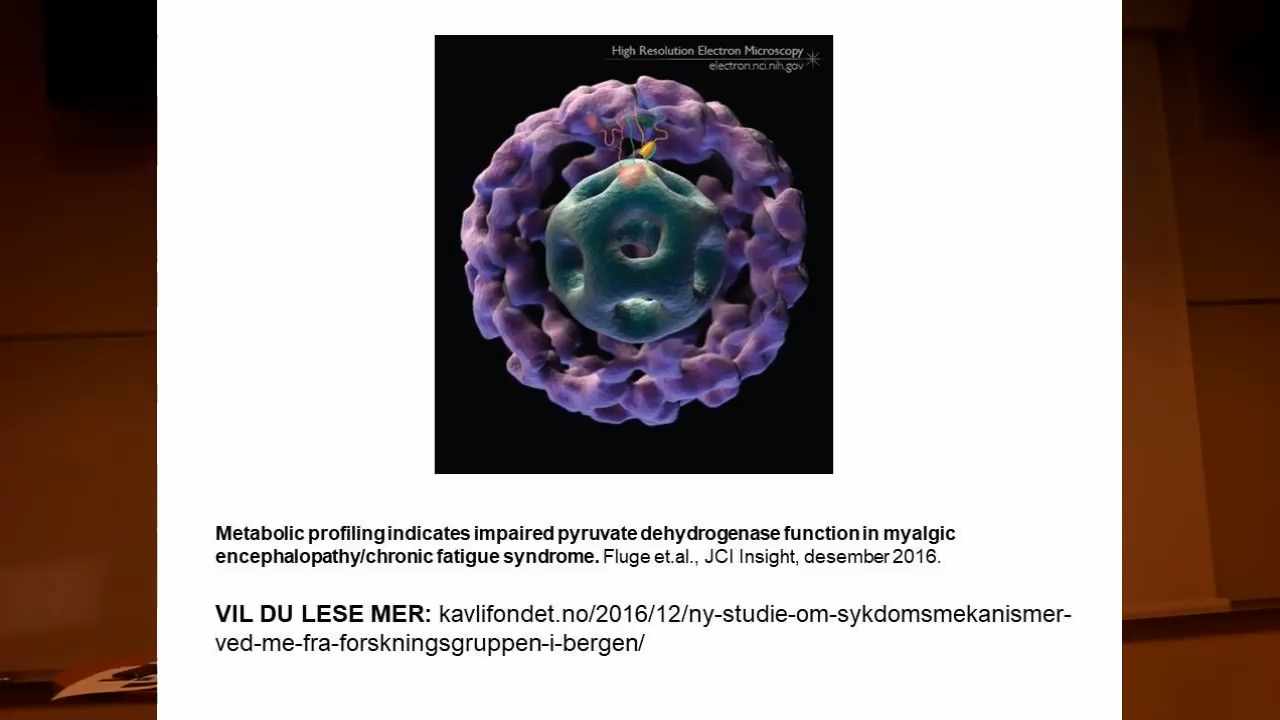 High Resolution Electron Microscopy
electron.nci.nih.gov
Metabolic profiling indicates impaired pyruvate dehydrogenase function in myalgic
encephalopathy/chronic fatigue syndrome. Fluge et.al., JCI Insight, desember 2016.
VIL DU LESE MER: kavlifondet.no/2016/12/ny-studie-om-sykdomsmekanismer-
ved-me-fra-forskningsgruppen-i-bergen/